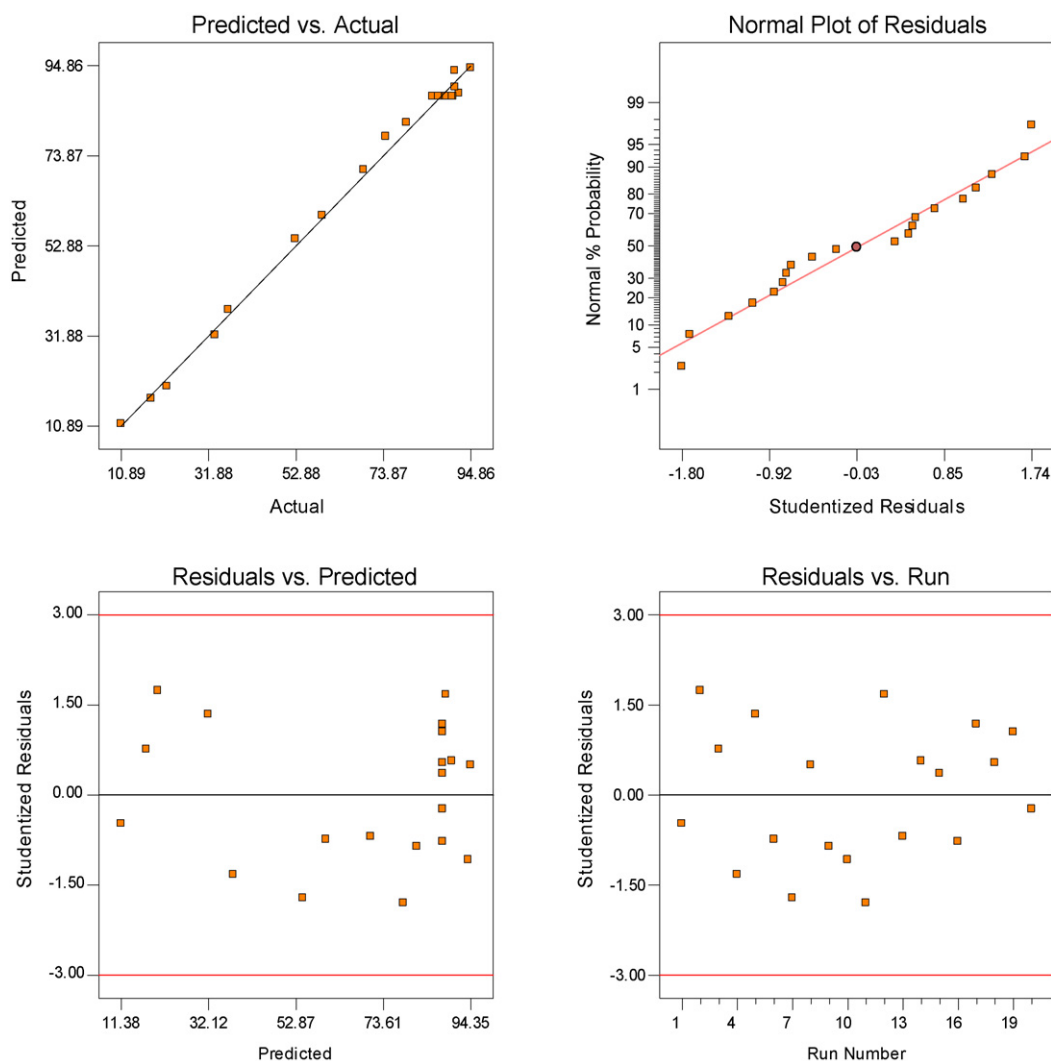 Predicted vs. Actual
94.86
73.87
52.88
31.88
10.89
Predicted
10.89 31.88 52.88 73.87 94.86
Actual
Normal Plot of Residuals
99
95
90
80
70
50
30
20
10
5
1
Normal % Probability
-1.80 -0.92 -0.03 0.85 1.74
Studentized Residuals
Residuals vs. Predicted
3.00
1.50
0.00
-1.50
-3.00
Studentized Residuals
11.38 32.12 52.87 73.61 94.35
Predicted
Residuals vs. Run
3.00
1.50
0.00
-1.50
-3.00
Studentized Residuals
1 4 7 10 13 16 19
Run Number